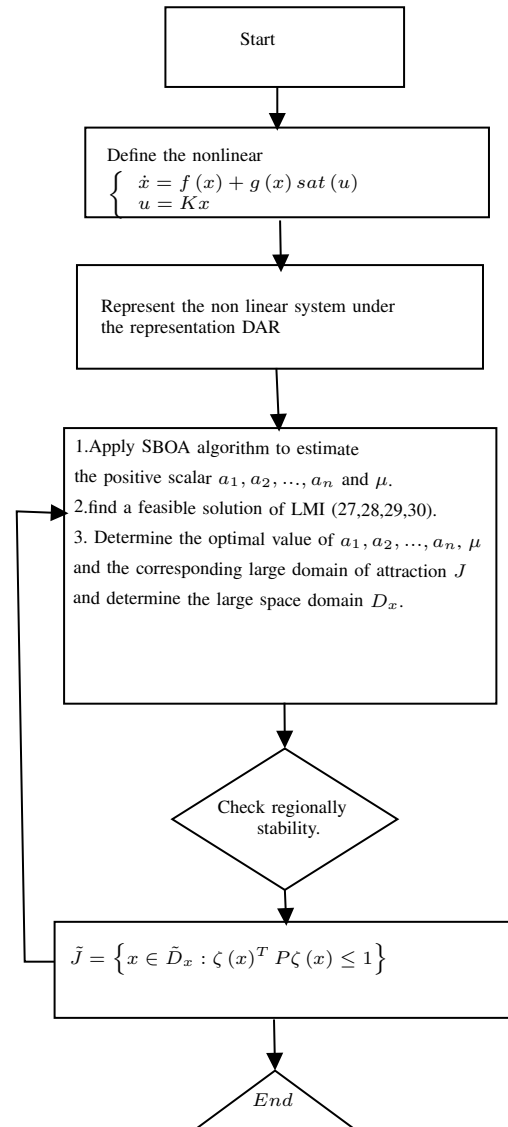 Start
Define the nonlinear
{ ẋ = f (x) + g (x) sat (u)
u = Kx
Represent the non linear system under
the representation DAR
1.Apply SBOA algorithm to estimate
the positive scalar a₁, a₂, ..., aₙ and μ.
2.find a feasible solution of LMI (27,28,29,30).
3. Determine the optimal value of a₁, a₂, ..., aₙ, μ
and the corresponding large domain of attraction J
and determine the large space domain Dₓ.
Check regionally
stability.
J̃ = {x ∈ D̃ₓ : ζ (x)ᵀ Pζ (x) ≤ 1}
End